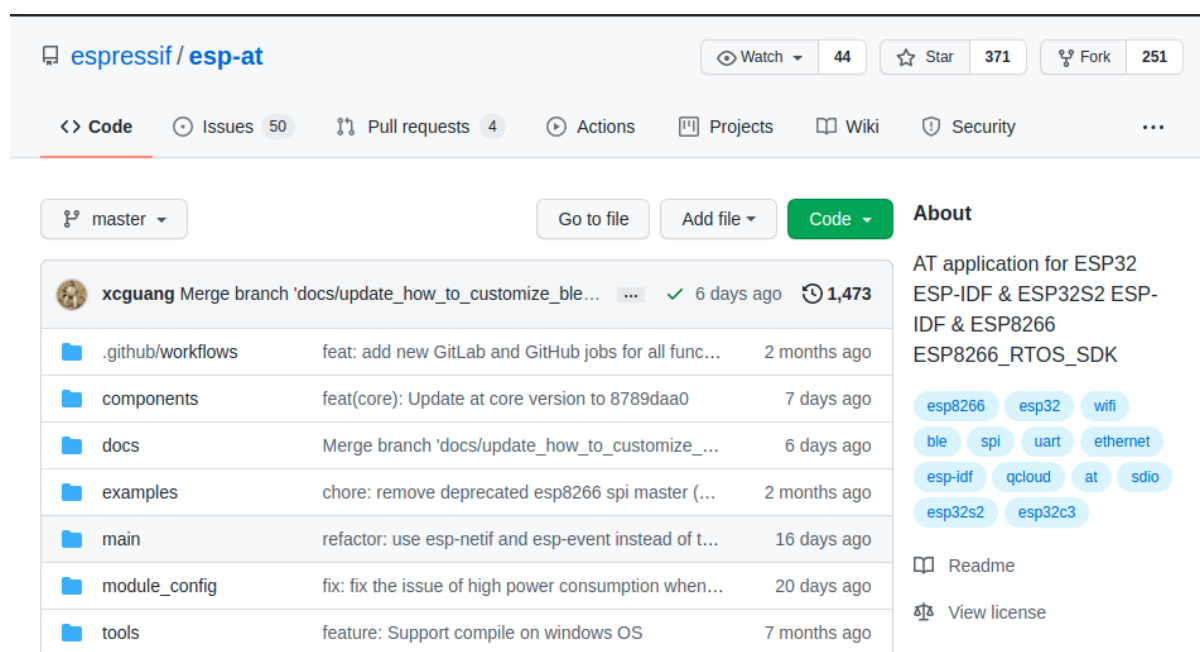 espressif / esp-at
Watch 44 Star 371 Fork 251
Code Issues 50 Pull requests 4 Actions Projects Wiki Security ...
master Go to file Add file Code
xcguang Merge branch 'docs/update_how_to_customize_ble... ... 6 days ago 1,473
.github/workflows feat: add new GitLab and GitHub jobs for all func... 2 months ago
components feat(core): Update at core version to 8789daa0 7 days ago
docs Merge branch 'docs/update_how_to_customize_... 6 days ago
examples chore: remove deprecated esp8266 spi master (... 2 months ago
main refactor: use esp-netif and esp-event instead of t... 16 days ago
module_config fix: fix the issue of high power consumption when... 20 days ago
tools feature: Support compile on windows OS 7 months ago
About
AT application for ESP32
ESP-IDF & ESP32S2 ESP-
IDF & ESP8266
ESP8266_RTOS_SDK
esp8266 esp32 wifi
ble spi uart ethernet
esp-idf qcloud at sdio
esp32s2 esp32c3
Readme
View license